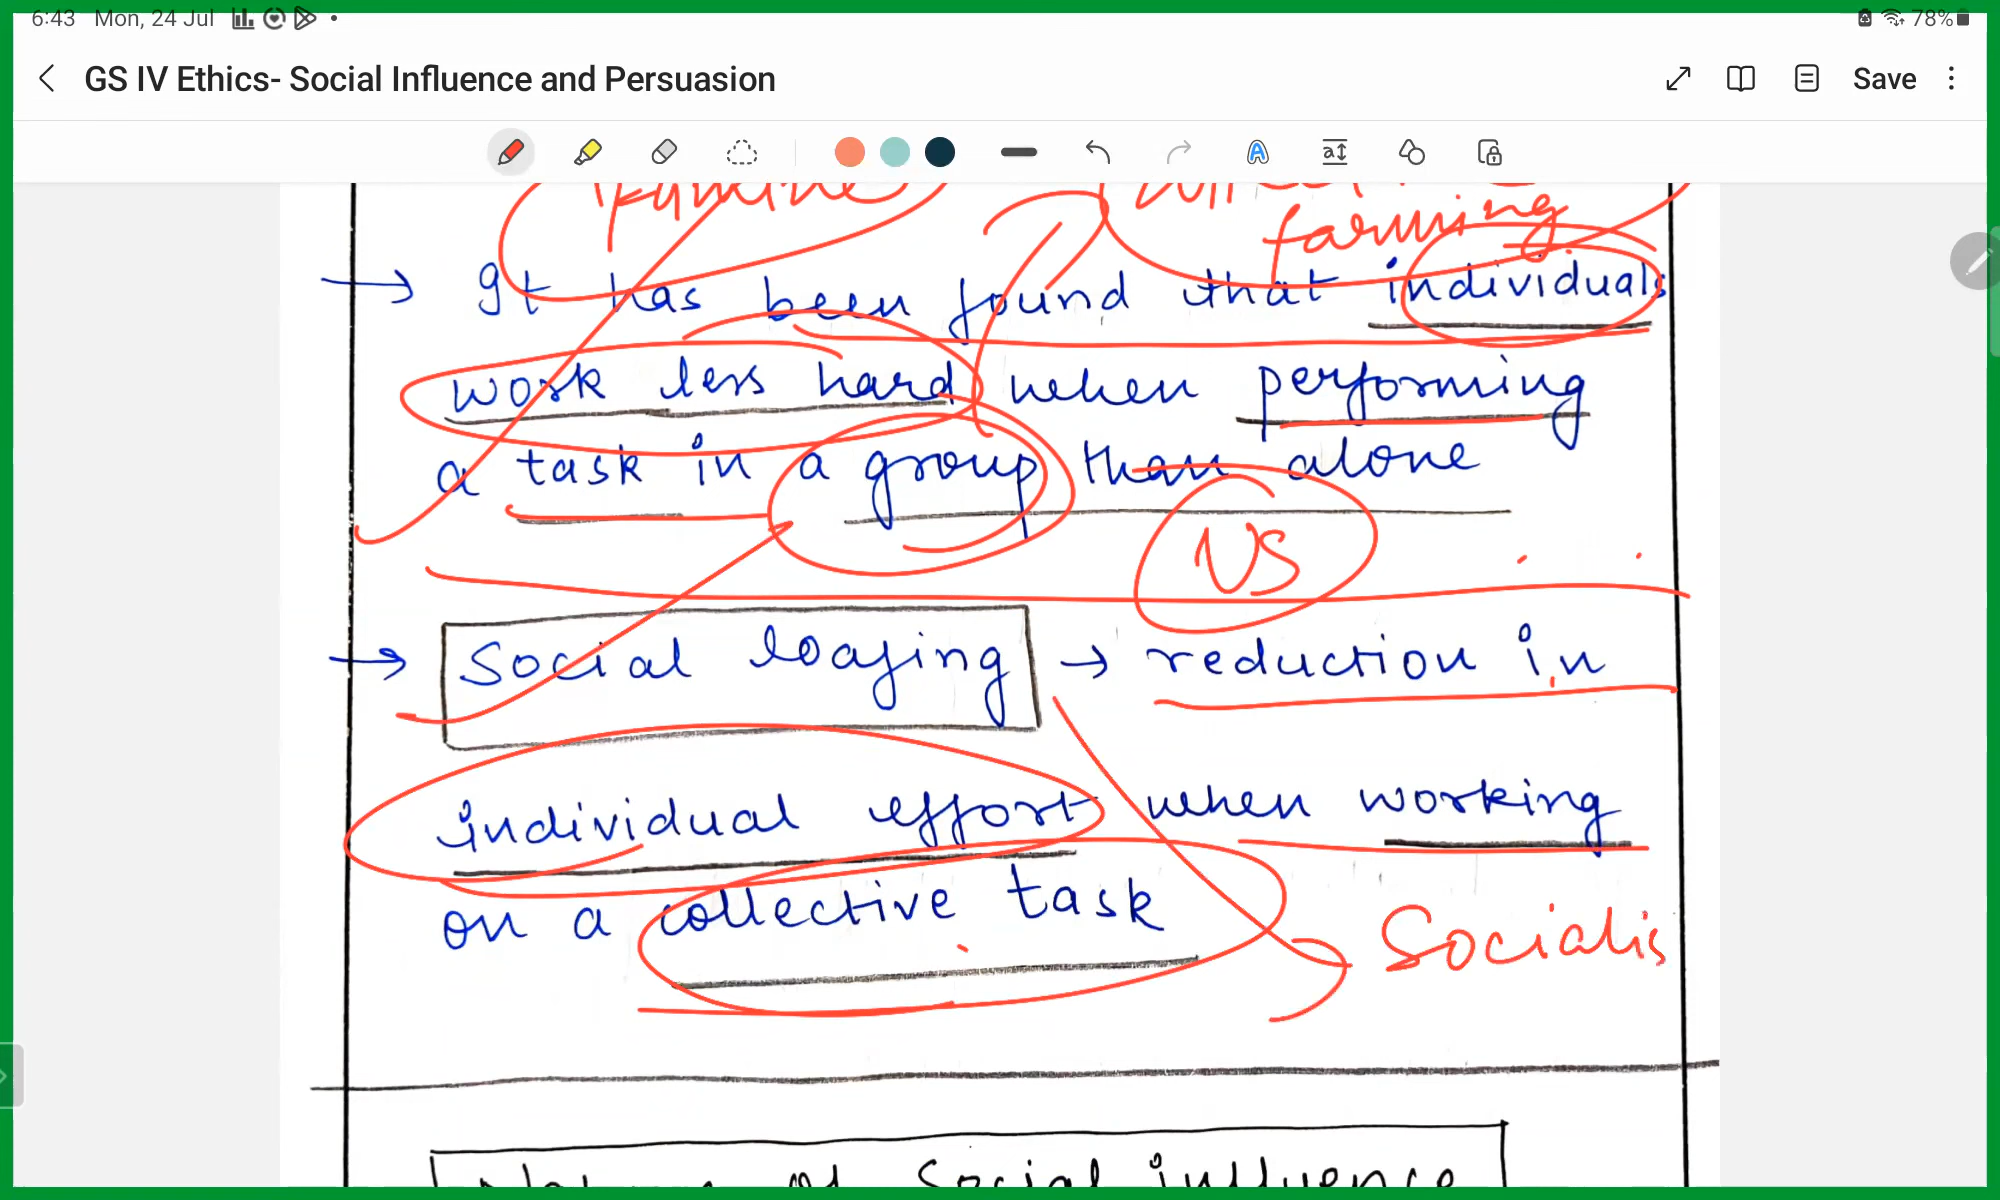 6:43 Mon, 24 Jul 78%
GS IV Ethics- Social Influence and Persuasion
Save
farming
It has been found that individuals
work less hard when performing
a task in a group than alone
VS
Social loafing → reduction in
individual effort when working
on a collective task
Socialis
of Social influence